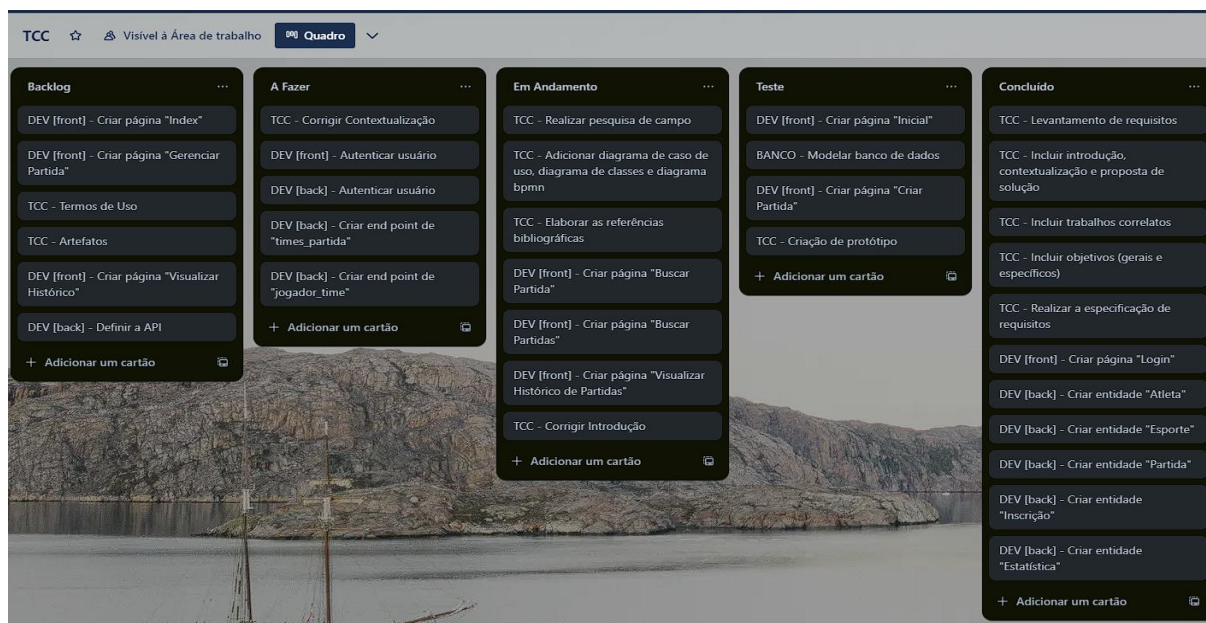 TCC Visível à Área de trabalho Quadro
Backlog
DEV [front] - Criar página "Index"
DEV [front] - Criar página "Gerenciar
Partida"
TCC - Termos de Uso
TCC - Artefatos
DEV [front] - Criar página "Visualizar
Histórico"
DEV [back] - Definir a API
+ Adicionar um cartão
A Fazer
TCC - Corrigir Contextualização
DEV [front] - Autenticar usuário
DEV [back] - Autenticar usuário
DEV [back] - Criar end point de
"times_partida"
DEV [back] - Criar end point de
"jogador_time"
+ Adicionar um cartão
Em Andamento
TCC - Realizar pesquisa de campo
TCC - Adicionar diagrama de caso de
uso, diagrama de classes e diagrama
bpmn
TCC - Elaborar as referências
bibliográficas
DEV [front] - Criar página "Buscar
Partida"
DEV [front] - Criar página "Buscar
Partidas"
DEV [front] - Criar página "Visualizar
Histórico de Partidas"
TCC - Corrigir Introdução
+ Adicionar um cartão
Teste
DEV [front] - Criar página "Inicial"
BANCO - Modelar banco de dados
DEV [front] - Criar página "Criar
Partida"
TCC - Criação de protótipo
+ Adicionar um cartão
Concluído
TCC - Levantamento de requisitos
TCC - Incluir introdução,
contextualização e proposta de
solução
TCC - Incluir trabalhos correlatos
TCC - Incluir objetivos (gerais e
específicos)
TCC - Realizar a especificação de
requisitos
DEV [front] - Criar página "Login"
DEV [back] - Criar entidade "Atleta"
DEV [back] - Criar entidade "Esporte"
DEV [back] - Criar entidade "Partida"
DEV [back] - Criar entidade
"Inscrição"
DEV [back] - Criar entidade
"Estatística"
+ Adicionar um cartão